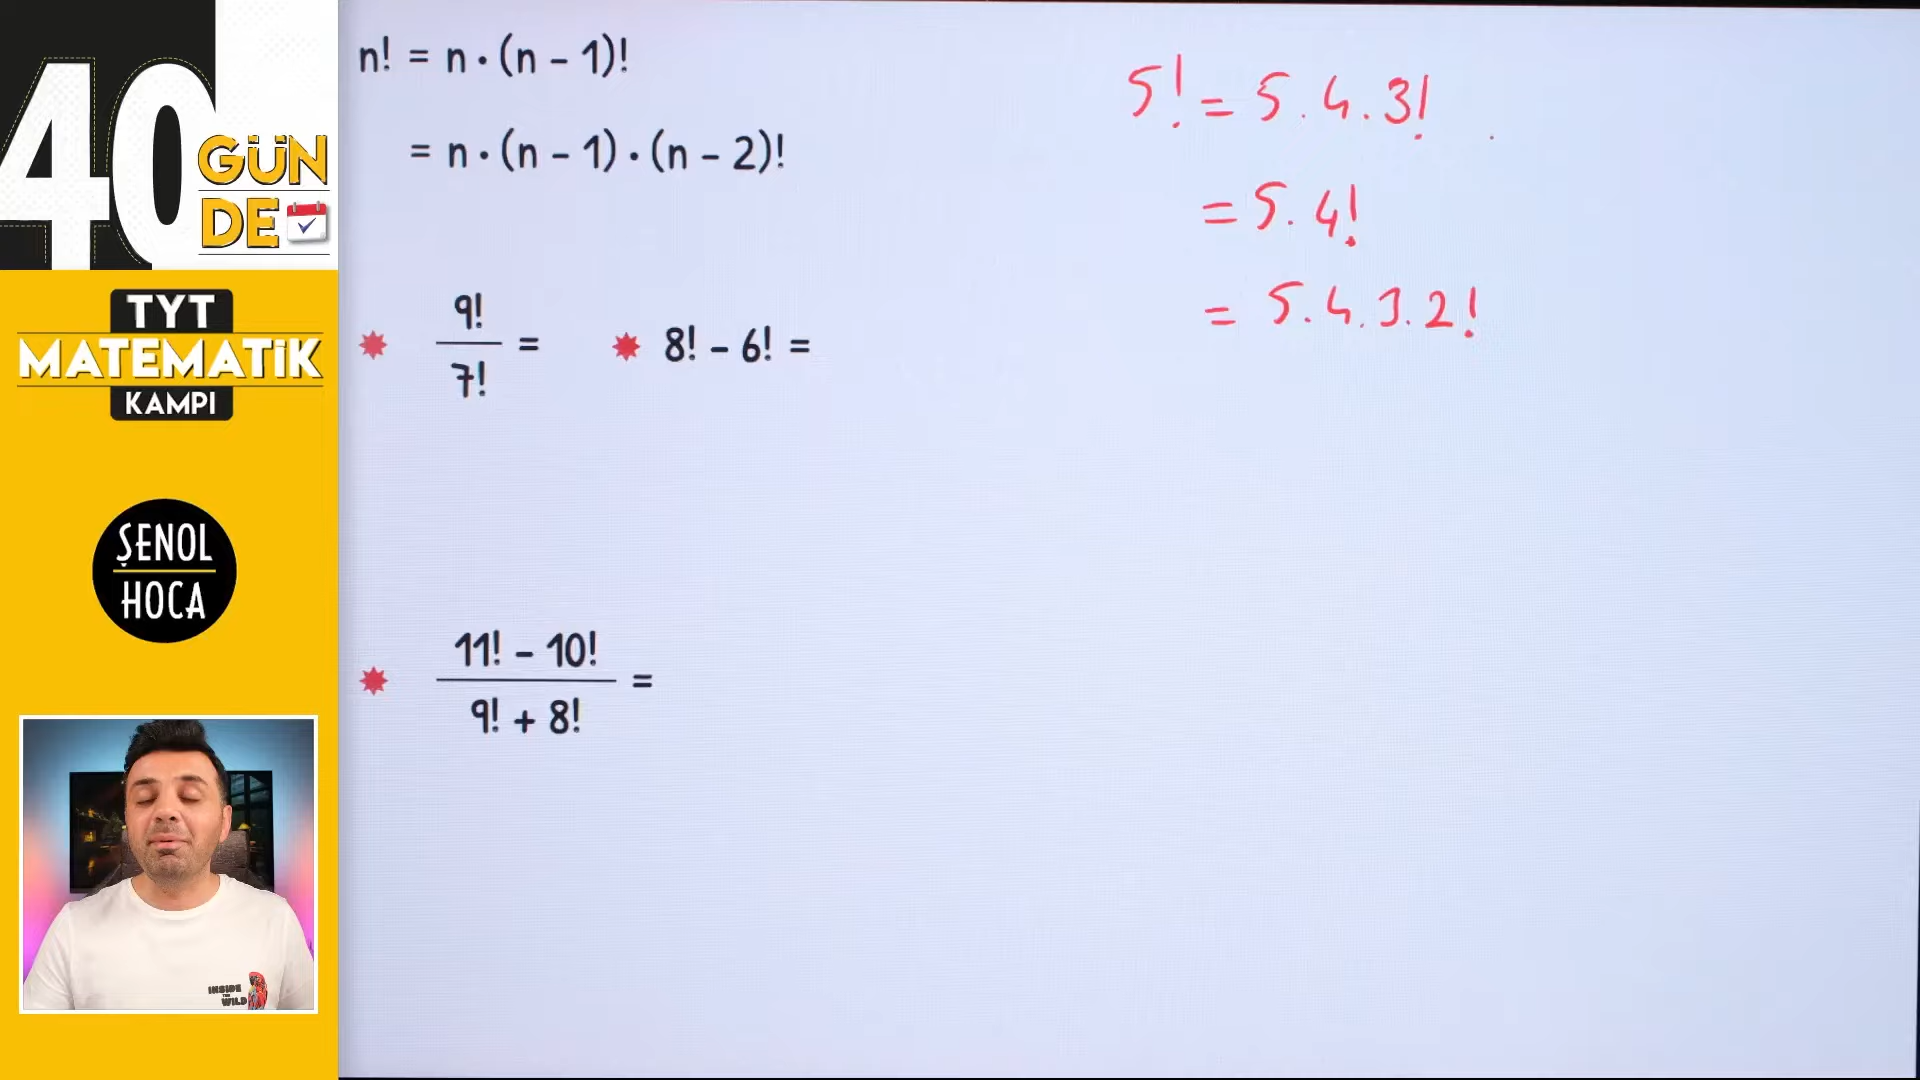 40
GÜN
DE
TYT
MATEMATİK
KAMPI
ŞENOL
HOCA
INSIDE
THE
WILD
n! = n · (n – 1)!
= n · (n – 1) · (n – 2)!
9!/7! =
8! – 6! =
11! – 10!
9! + 8!
=
5! = 5 . 4 . 3!
= 5 . 4!
= 5 . 4 . 3 . 2!